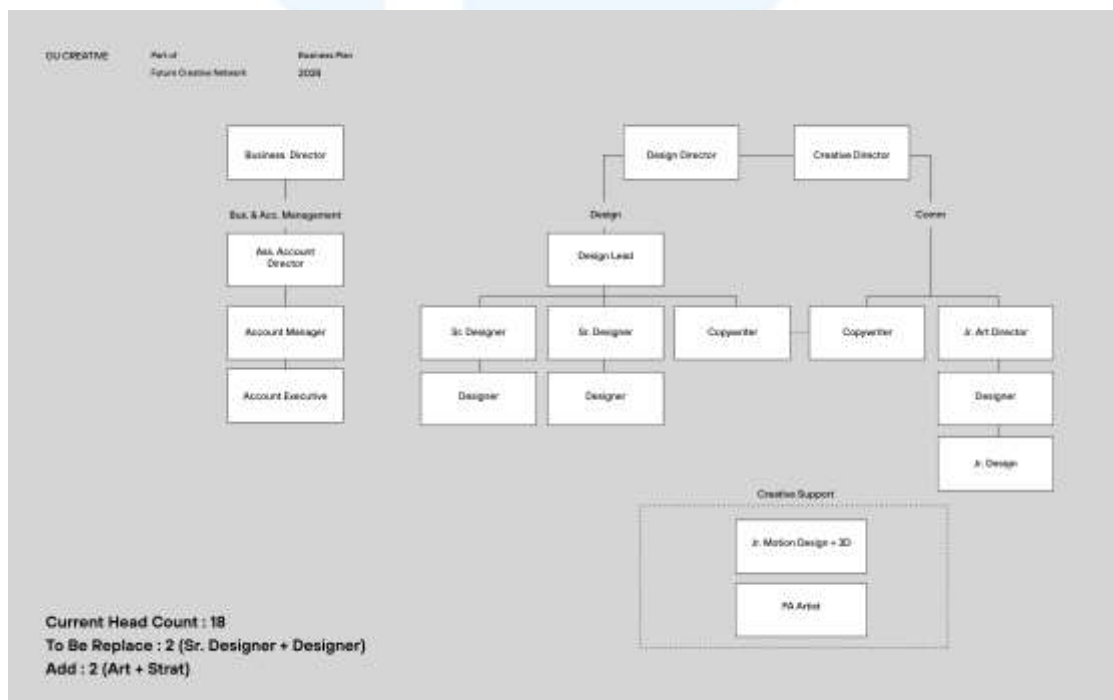 GU CREATIVE
Part of
Future Creative Network
Business Plan
2026
Business Director
Bus. & Acc. Management
Ass. Account
Director
Account Manager
Account Executive
Design Director
Creative Director
Design
Comm
Design Lead
Sr. Designer
Sr. Designer
Copywriter
Copywriter
Jr. Art Director
Designer
Designer
Designer
Jr. Design
Creative Support
Jr. Motion Design + 3D
FA Artist
Current Head Count : 18
To Be Replace : 2 (Sr. Designer + Designer)
Add : 2 (Art + Strat)